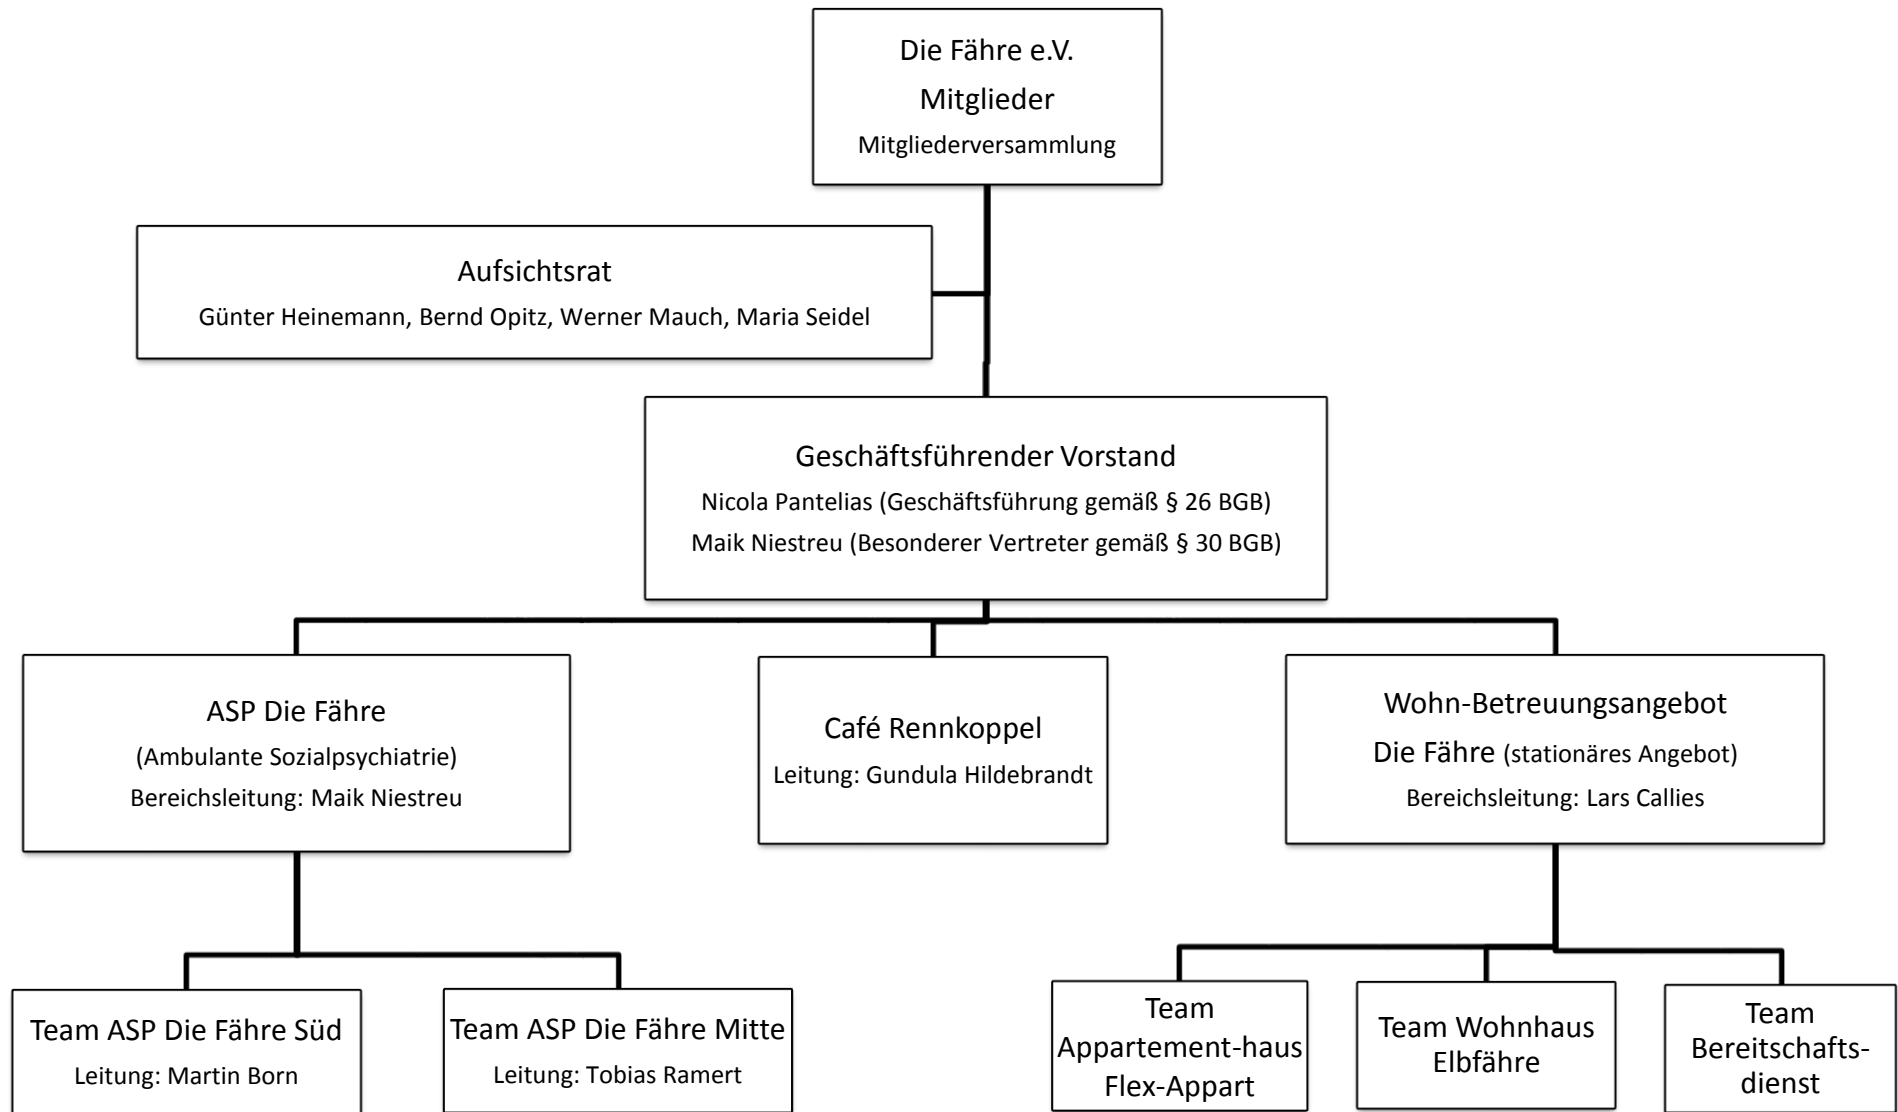 Die Fähre e.V.
Mitglieder
Mitgliederversammlung
Aufsichtsrat
Günter Heinemann, Bernd Opitz, Werner Mauch, Maria Seidel
Geschäftsführender Vorstand
Nicola Pantelias (Geschäftsführung gemäß § 26 BGB)
Maik Niestreu (Besonderer Vertreter gemäß § 30 BGB)
ASP Die Fähre
(Ambulante Sozialpsychiatrie)
Bereichsleitung: Maik Niestreu
Café Rennkoppel
Leitung: Gundula Hildebrandt
Wohn-Betreuungsangebot
Die Fähre (stationäres Angebot)
Bereichsleitung: Lars Callies
Team ASP Die Fähre Süd
Leitung: Martin Born
Team ASP Die Fähre Mitte
Leitung: Tobias Ramert
Team
Appartement-haus
Flex-Appart
Team Wohnhaus
Elbfähre
Team
Bereitschafts-
dienst